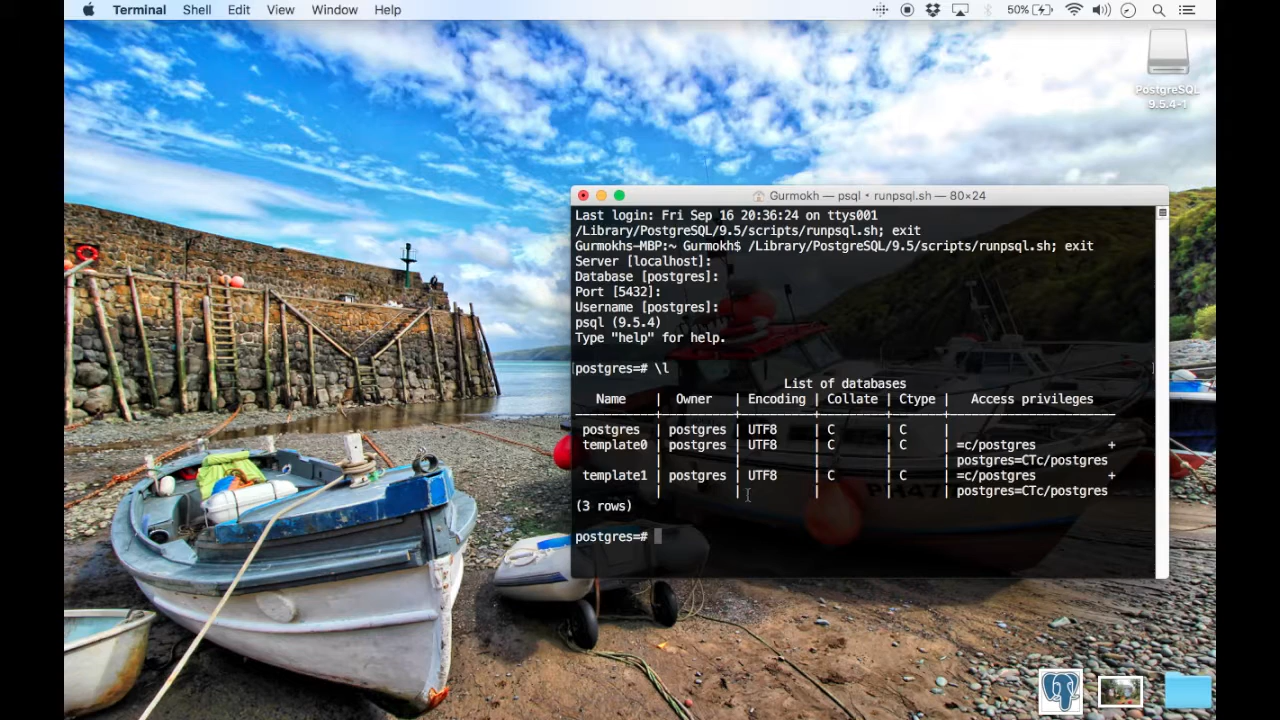 Terminal Shell Edit View Window Help 50%
PostgreSQL
9.5.4-1
Gurmokh — psql • runpsql.sh — 80×24
Last login: Fri Sep 16 20:36:24 on ttys001
/Library/PostgreSQL/9.5/scripts/runpsql.sh; exit
Gurmokhs-MBP:~ Gurmokh$ /Library/PostgreSQL/9.5/scripts/runpsql.sh; exit
Server [localhost]:
Database [postgres]:
Port [5432]:
Username [postgres]:
psql (9.5.4)
Type "help" for help.
postgres=# \l
List of databases
Name | Owner | Encoding | Collate | Ctype | Access privileges
-----------+----------+----------+---------+-------+-----------------------
postgres | postgres | UTF8 | C | C |
template0 | postgres | UTF8 | C | C | =c/postgres +
| | | | | postgres=CTc/postgres
template1 | postgres | UTF8 | C | C | =c/postgres +
| | | | | postgres=CTc/postgres
(3 rows)
postgres=#